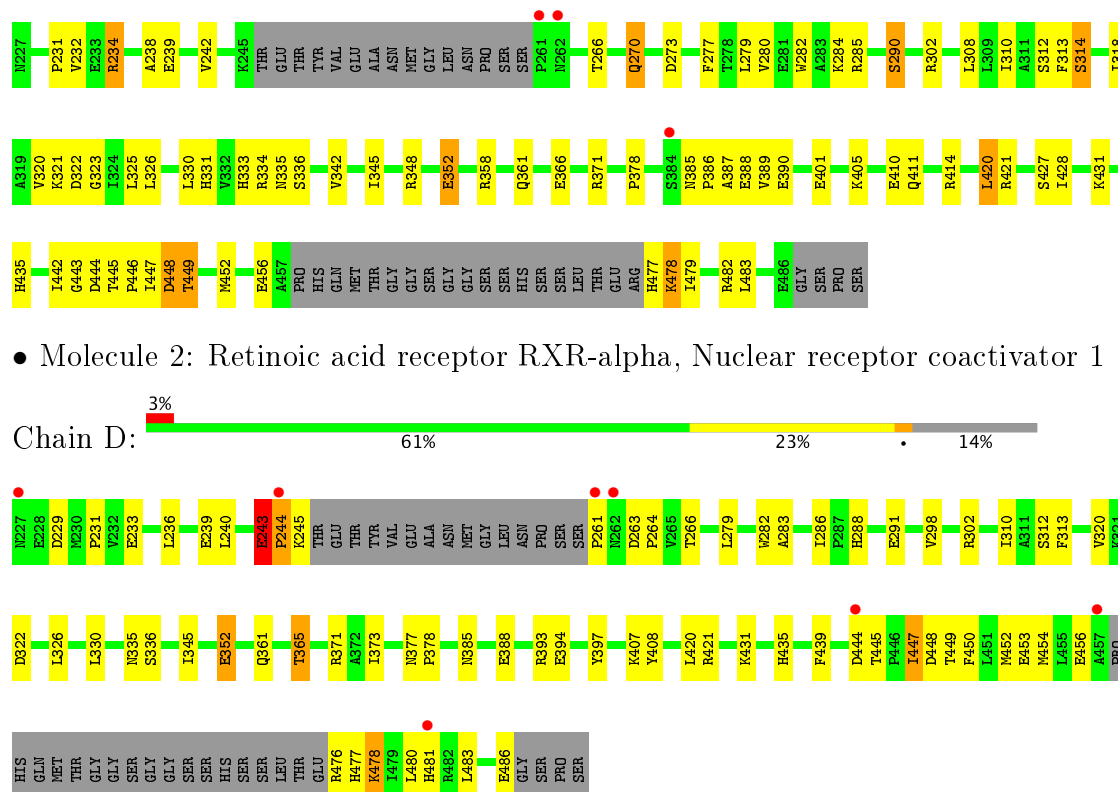 N227 P231 V232 E233 R234 A238 E239 V242 K245 THR GLU THR TYR VAL GLU ALA ASN MET GLY LEU ASN PRO SER SER P261 N262 T266 Q270 D273 F277 T278 L279 V280 E281 W282 A283 K284 R285 S290 R302 L308 L309 I310 A311 S312 F313 S314 I318
A319 V320 K321 D322 G323 I324 L325 L326 L330 H331 V332 H333 R334 N335 S336 V342 I345 R348 E352 R358 Q361 E366 R371 P378 S384 N385 P386 A387 E388 V389 E390 E401 K405 E410 Q411 R414 L420 R421 S427 I428 K431
H435 I442 G443 D444 T445 P446 I447 D448 T449 M452 E456 A457 PRO HIS GLN MET THR GLY GLY SER GLY GLY SER SER HIS SER SER LEU THR GLU ARG H477 K478 I479 R482 L483 E486 GLY SER PRO SER
• Molecule 2: Retinoic acid receptor RXR-alpha, Nuclear receptor coactivator 1
3%
Chain D:
61% 23% • 14%
N227 E228 D229 M230 P231 V232 E233 L236 E239 L240 E243 P244 K245 THR GLU THR TYR VAL GLU ALA ASN MET GLY LEU ASN PRO SER SER P261 N262 D263 P264 V265 T266 L279 W282 A283 I286 P287 H288 E291 V298 R302 I310 A311 S312 F313 V320 K321
D322 L326 L330 N335 S336 I345 E352 Q361 T365 R371 A372 I373 N377 P378 N385 E388 R393 E394 Y397 K407 Y408 L420 R421 K431 H435 F439 D444 T445 P446 I447 D448 T449 F450 L451 M452 E453 M454 L455 E456 A457 PRO
HIS GLN MET THR GLY GLY SER GLY GLY SER SER HIS SER SER LEU THR GLU R476 H477 K478 I479 L480 H481 R482 L483 E486 GLY SER PRO SER